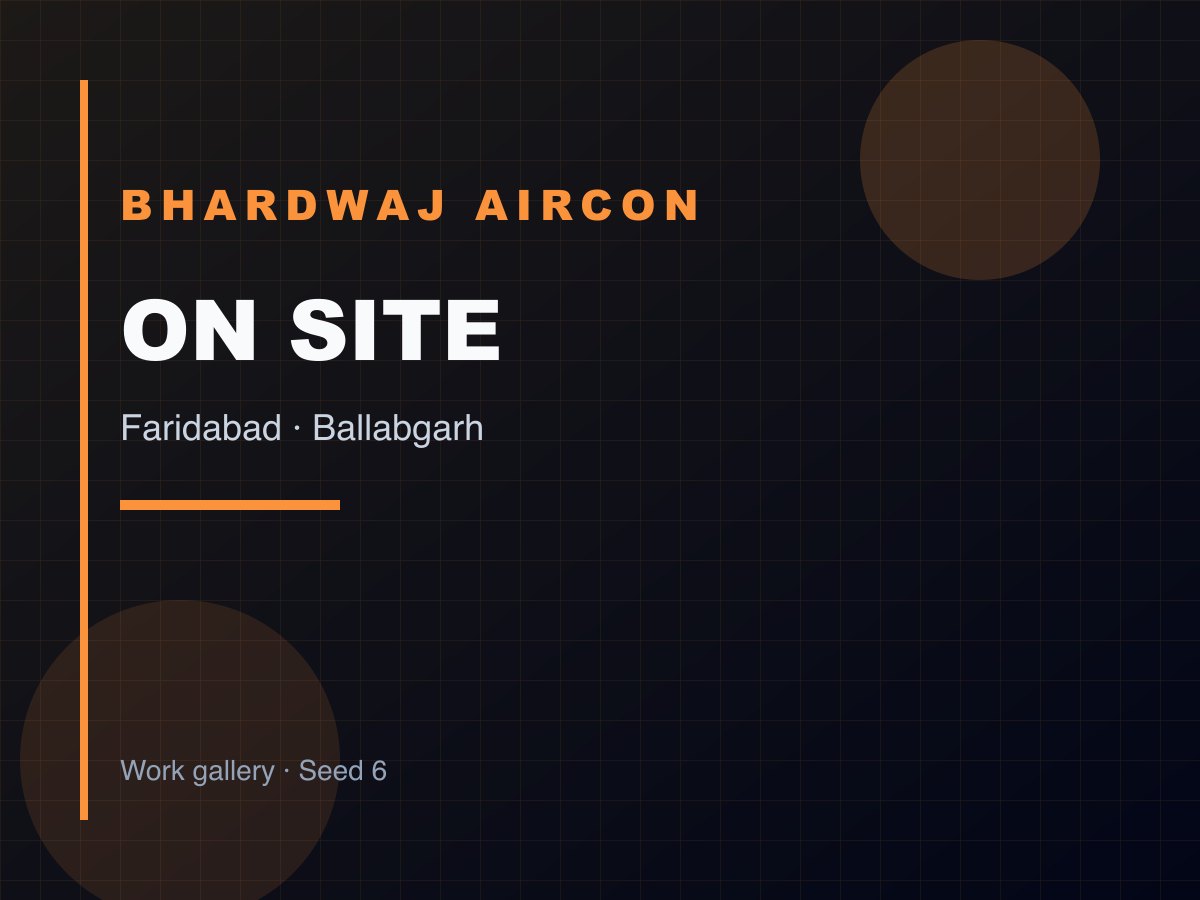 BHARDWAJ AIRCON
ON SITE
Faridabad · Ballabgarh
Work gallery · Seed 6